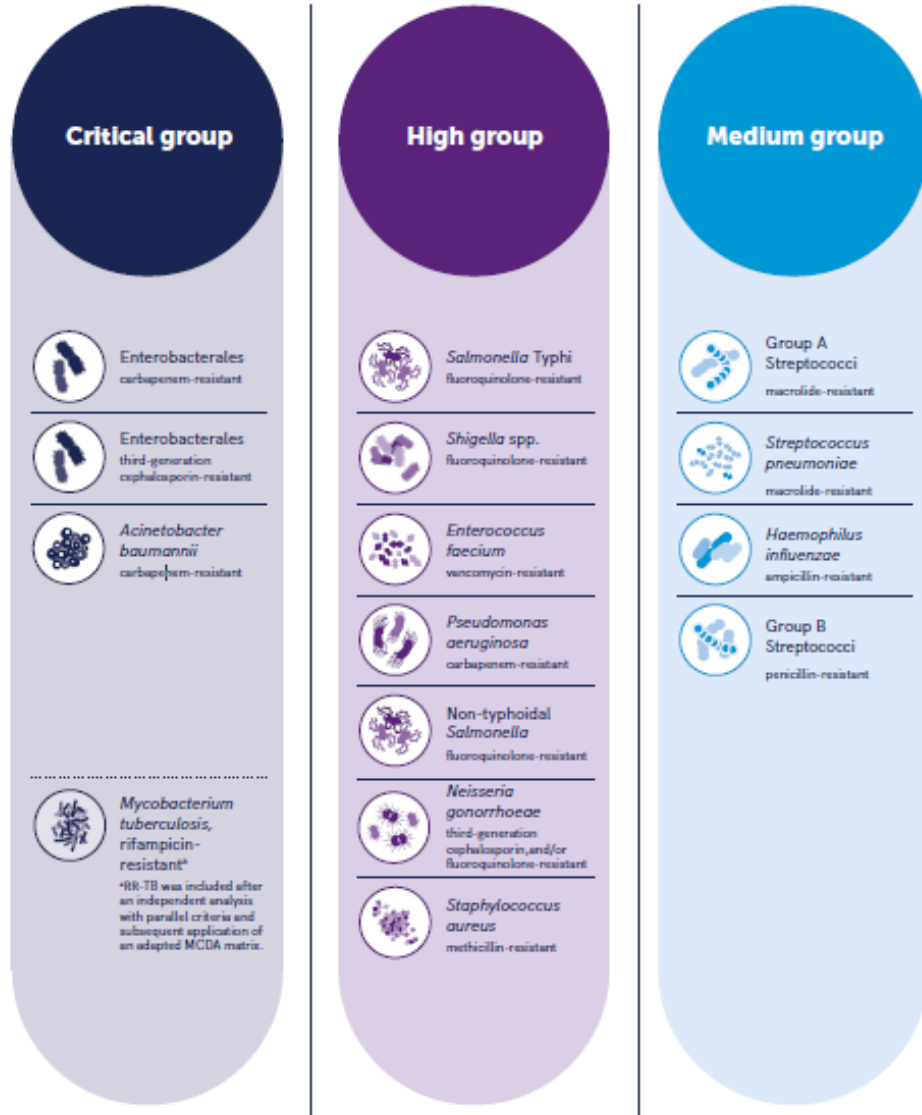 Critical group
Enterobacterales
carbapenem-resistant
Enterobacterales
third-generation
cephalosporin-resistant
Acinetobacter
baumannii
carbapenem-resistant
Mycobacterium
tuberculosis,
rifampicin-
resistantᵃ
ᵃRR-TB was included after
an independent analysis
with parallel criteria and
subsequent application of
an adapted MCDA matrix.
High group
Salmonella Typhi
fluoroquinolone-resistant
Shigella spp.
fluoroquinolone-resistant
Enterococcus
faecium
vancomycin-resistant
Pseudomonas
aeruginosa
carbapenem-resistant
Non-typhoidal
Salmonella
fluoroquinolone-resistant
Neisseria
gonorrhoeae
third-generation
cephalosporin,and/or
fluoroquinolone-resistant
Staphylococcus
aureus
methicillin-resistant
Medium group
Group A
Streptococci
macrolide-resistant
Streptococcus
pneumoniae
macrolide-resistant
Haemophilus
influenzae
ampicillin-resistant
Group B
Streptococci
penicillin-resistant